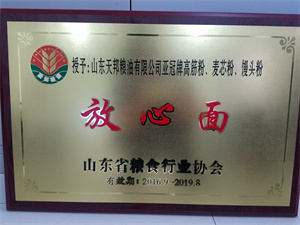 授予:山东天邦粮油有限公司亚冠牌高筋粉、麦芯粉、馒头粉
放心面
山东省粮食行业协会
有效期:2016.9-2019.8